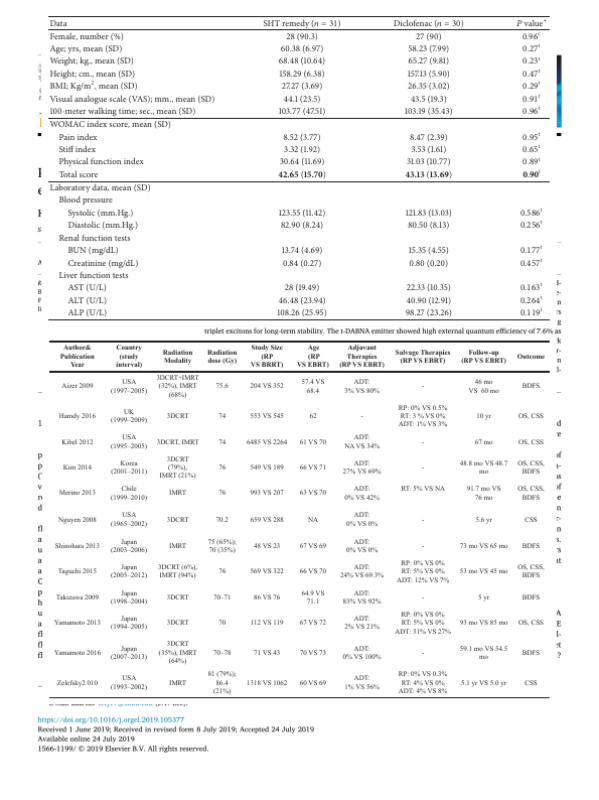 Data SHT remedy (n = 31) Diclofenac (n = 30) P value*
Female, number (%) 28 (90.3) 27 (90) 0.96ᶜ
Age; yrs, mean (SD) 60.38 (6.97) 58.23 (7.99) 0.27
Weight; kg., mean (SD) 68.48 (10.64) 65.27 (9.81) 0.23
Height; cm., mean (SD) 158.29 (6.38) 157.13 (5.90) 0.47
BMI; Kg/m², mean (SD) 27.27 (3.69) 26.35 (3.02) 0.29
Visual analogue scale (VAS); mm., mean (SD) 44.1 (23.5) 43.5 (19.3) 0.91
100-meter walking time; sec., mean (SD) 103.77 (47.51) 103.19 (35.43) 0.96
WOMAC index score, mean (SD)
Pain index 8.52 (3.77) 8.47 (2.39) 0.95
Stiff index 3.32 (1.92) 3.53 (1.61) 0.65
Physical function index 30.64 (11.69) 31.03 (10.77) 0.89
Total score 42.65 (15.70) 43.13 (13.69) 0.90
Laboratory data, mean (SD)
Blood pressure
Systolic (mm.Hg.) 123.55 (11.42) 121.83 (13.03) 0.586
Diastolic (mm.Hg.) 82.90 (8.24) 80.50 (8.13) 0.256
Renal function tests
BUN (mg/dL) 13.74 (4.69) 15.35 (4.55) 0.177
Creatinine (mg/dL) 0.84 (0.27) 0.80 (0.20) 0.457
Liver function tests
AST (U/L) 28 (19.49) 22.33 (10.35) 0.163
ALT (U/L) 46.48 (23.94) 40.90 (12.91) 0.264
ALP (U/L) 108.26 (25.95) 98.27 (23.26) 0.119
triplet excitons for long-term stability. The t-DABNA emitter showed high external quantum efficiency of 7.6% as
Author& Publication Year Country (study interval) Radiation Modality Radiation dose (Gy) Study Size (RP VS BRRT) Age (RP VS EBRT) Adjuvant Therapies (RP VS EBRT) Salvage Therapies (RP VS EBRT) Follow-up (RP VS EBRT) Outcome
Aizer 2009 USA (1997–2005) 3DCRT+IMRT (32%), IMRT (68%) 75.6 204 VS 352 57.4 VS 68.4 ADT: 3% VS 80% - 46 mo VS 60 mo BDFS
Hamdy 2016 UK (1999–2009) 3DCRT 74 553 VS 545 62 - RP: 0% VS 0.5% RT: 3 % VS 0% ADT: 1% VS 3% 10 yr OS, CSS
Kibel 2012 USA (1995–2005) 3DCRT, IMRT 74 6485 VS 2264 61 VS 70 ADT: NA VS 34% - 67 mo OS, CSS
Kim 2014 Korea (2001–2011) 3DCRT (79%), IMRT (21%) 76 549 VS 189 66 VS 71 ADT: 27% VS 69% - 48.8 mo VS 48.7 mo OS, CSS, BDFS
Merino 2013 Chile (1999–2010) IMRT 76 993 VS 207 63 VS 70 ADT: 0% VS 42% RT: 5% VS NA 91.7 mo VS 76 mo OS, CSS, BDFS
Nguyen 2008 USA (1965–2002) 3DCRT 70.2 659 VS 288 NA ADT: 0% VS 0% - 5.6 yr CSS
Shinohara 2013 Japan (2003–2006) IMRT 75 (65%); 70 (35%) 48 VS 23 67 VS 69 ADT: 0% VS 0% - 73 mo VS 65 mo BDFS
Taguchi 2015 Japan (2005–2012) 3DCRT (6%), IMRT (94%) 76 569 VS 322 66 VS 70 ADT: 24% VS 69.3% RP: 0% VS 0% RT: 5% VS 0% ADT: 12% VS 7% 53 mo VS 45 mo OS, CSS, BDFS
Takizawa 2009 Japan (1998–2004) 3DCRT 70–71 86 VS 76 64.9 VS 71.1 ADT: 83% VS 92% - 5 yr BDFS
Yamamoto 2013 Japan (1994–2005) 3DCRT 70 112 VS 119 67 VS 72 ADT: 2% VS 21% RP: 0% VS 0% RT: 5% VS 0% ADT: 31% VS 27% 93 mo VS 85 mo OS, CSS
Yamamoto 2016 Japan (2007–2013) 3DCRT (35%), IMRT (64%) 70–78 71 VS 43 70 VS 73 ADT: 0% VS 100% - 59.1 mo VS 54.5 mo BDFS
Zelefsky2 010 USA (1993–2002) IMRT 81 (79%); 86.4 (21%) 1318 VS 1062 60 VS 69 ADT: 1% VS 56% RP: 0% VS 0.3% RT: 4% VS 0% ADT: 4% VS 8% 5.1 yr VS 5.0 yr CSS
https://doi.org/10.1016/j.orgel.2019.105377
Received 1 June 2019; Received in revised form 8 July 2019; Accepted 24 July 2019
Available online 24 July 2019
1566-1199/ © 2019 Elsevier B.V. All rights reserved.